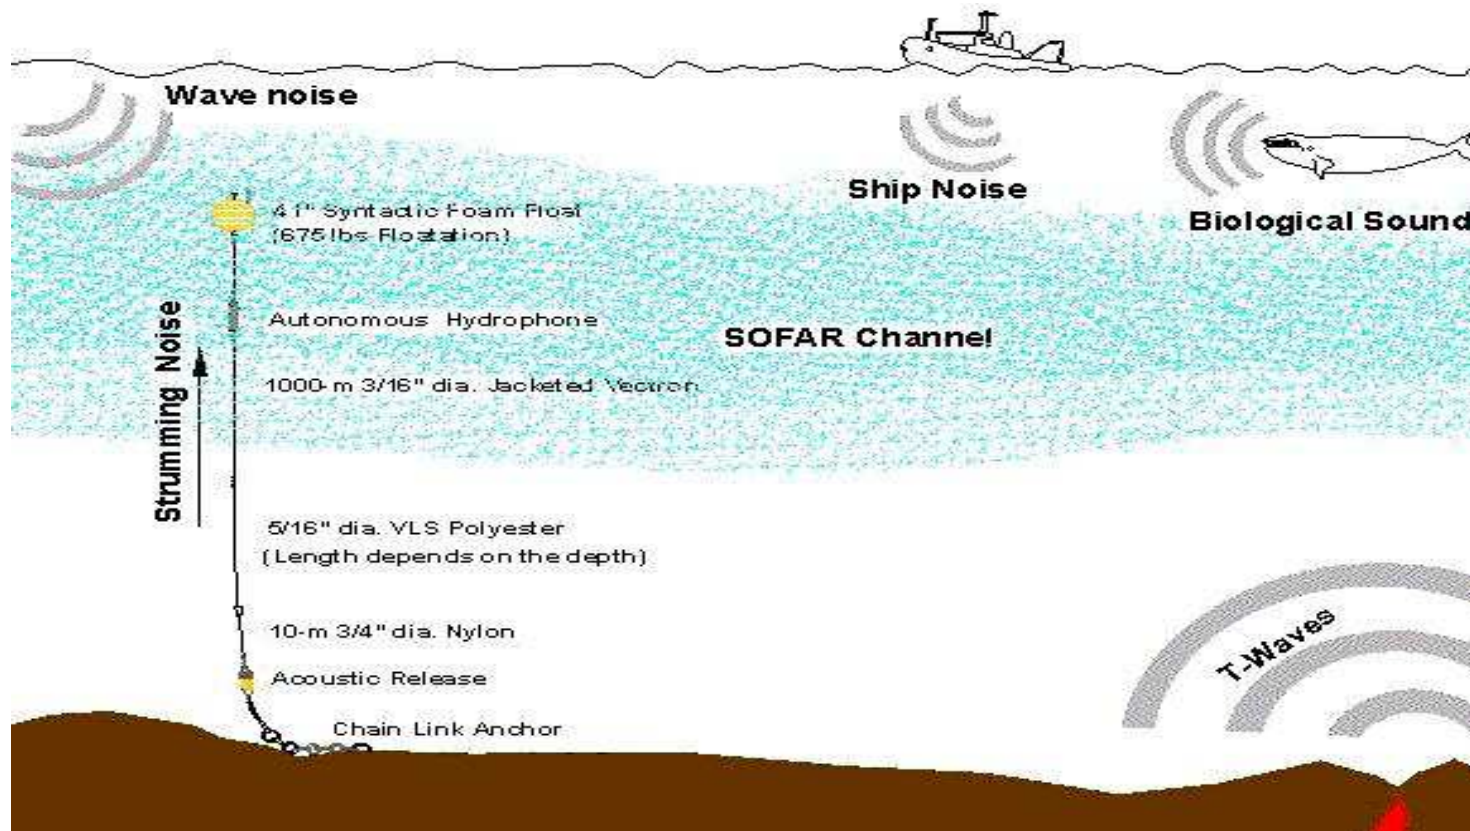 Wave noise
Ship Noise
Biological Sound
41" Syntactic Foam Float
(675 lbs Floatation)
Strumming Noise
Autonomous Hydrophone
SOFAR Channel
1000-m 3/16" dia. Jacketed Vectran
5/16" dia. VLS Polyester
(Length depends on the depth)
10-m 3/4" dia. Nylon
T-Waves
Acoustic Release
Chain Link Anchor